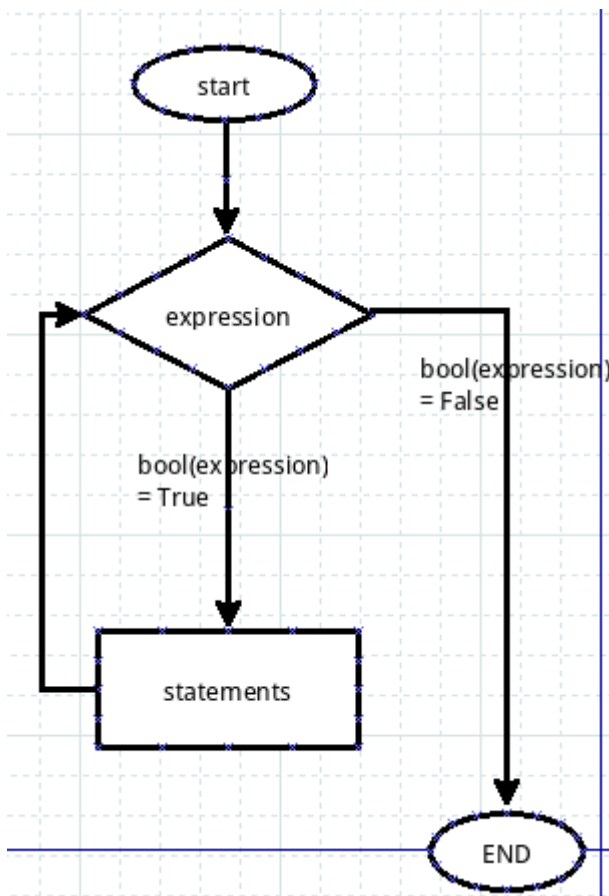 start
expression
bool(expression)
= False
bool(expression)
= True
statements
END